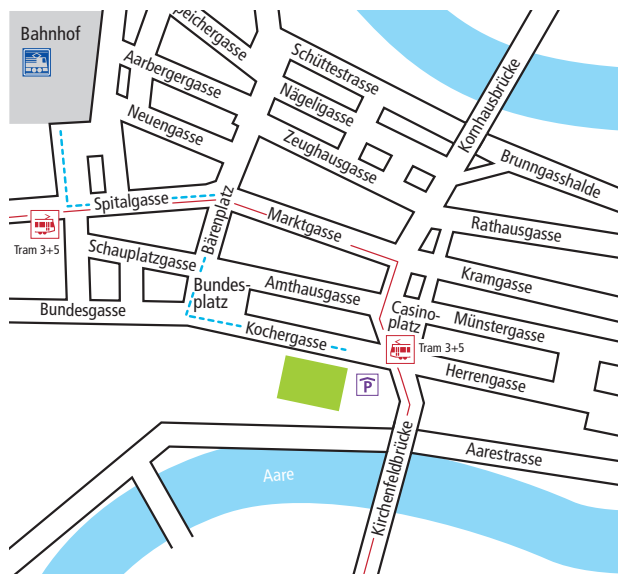 Bahnhof
Speichergasse
Aarbergergasse
Neuengasse
Schüttestrasse
Nägeligasse
Zeughausgasse
Kornhausbrücke
Brunngasshalde
Spitalgasse
Bärenplatz
Marktgasse
Rathausgasse
Tram 3+5
Schauplatzgasse
Kramgasse
Bundesgasse
Bundes-
platz
Amthausgasse
Casino-
platz
Münstergasse
Kochergasse
Tram 3+5
Herrengasse
P
Kirchenfeldbrücke
Aarestrasse
Aare